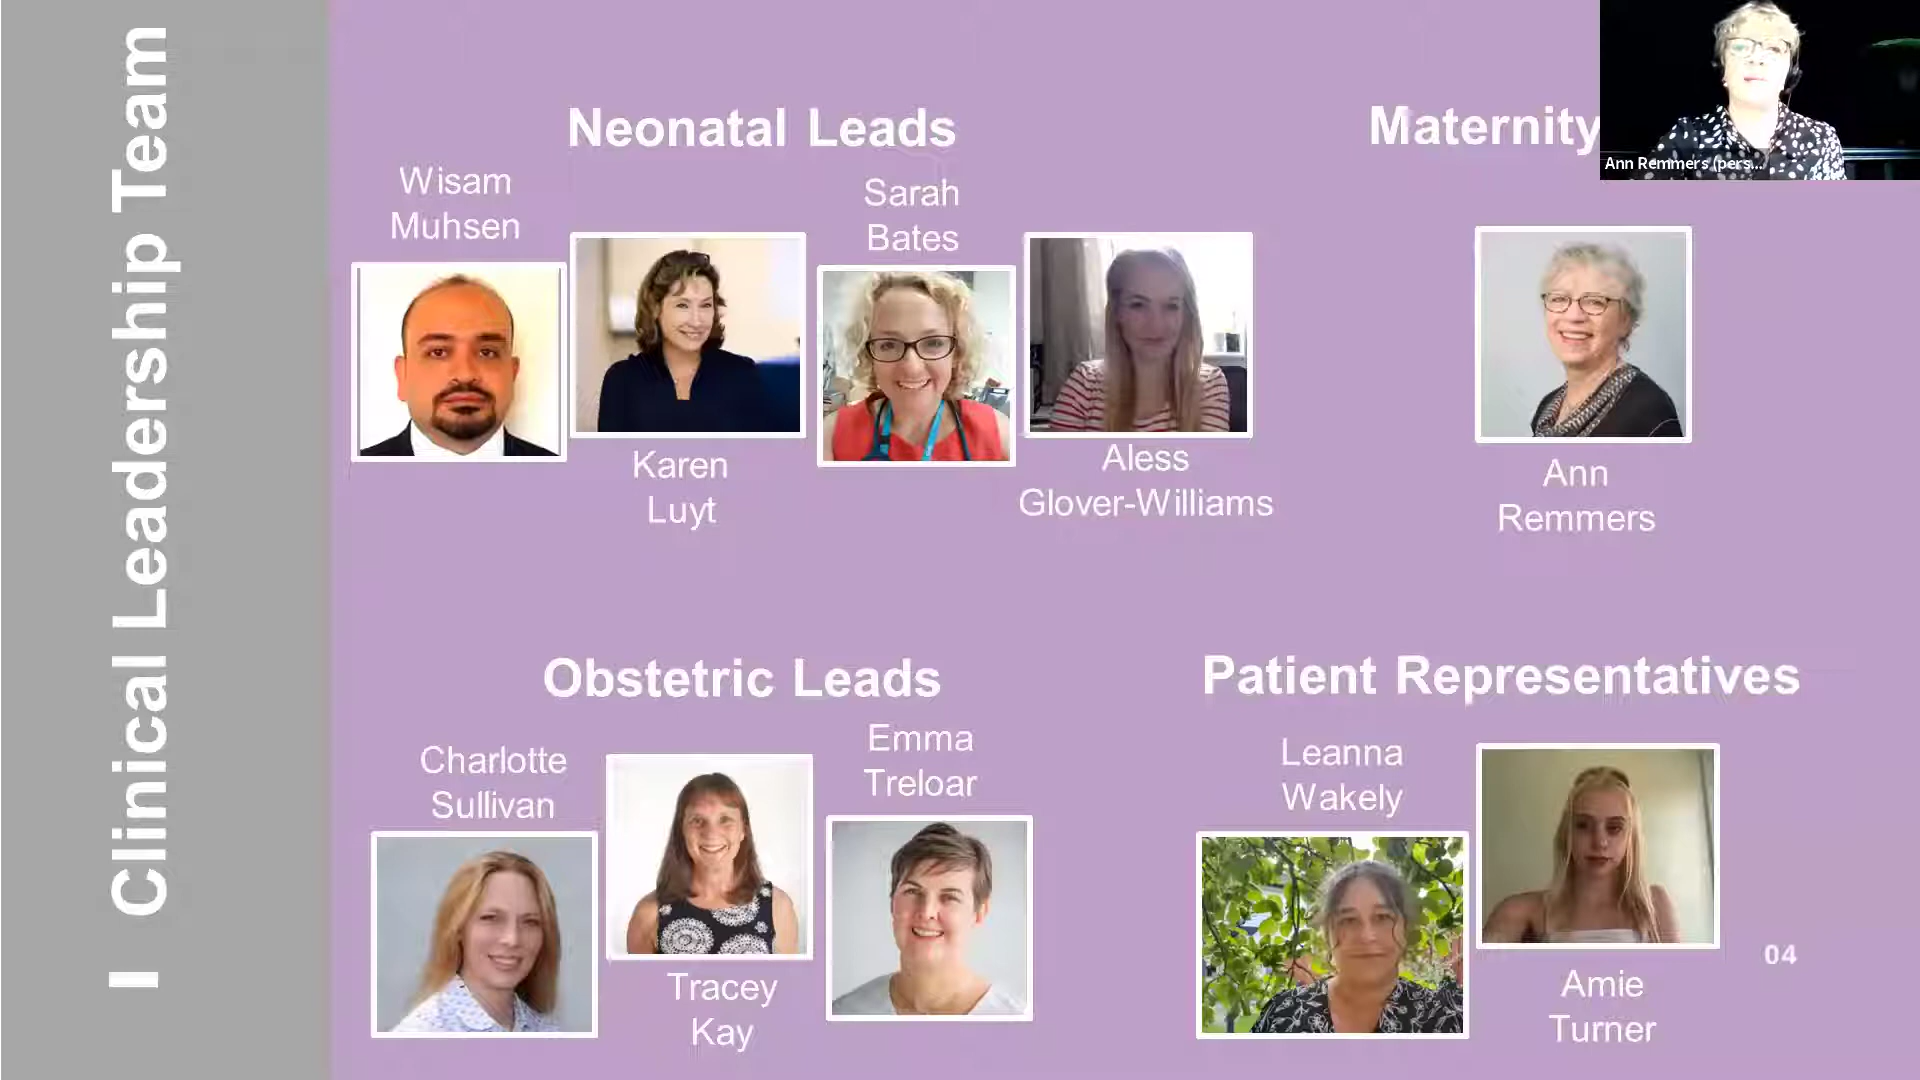 Clinical Leadership Team
Neonatal Leads
Wisam
Muhsen
Karen
Luyt
Sarah
Bates
Aless
Glover-Williams
Maternity
Ann Remmers (pers...
Ann
Remmers
Obstetric Leads
Charlotte
Sullivan
Tracey
Kay
Emma
Treloar
Patient Representatives
Leanna
Wakely
Amie
Turner
04